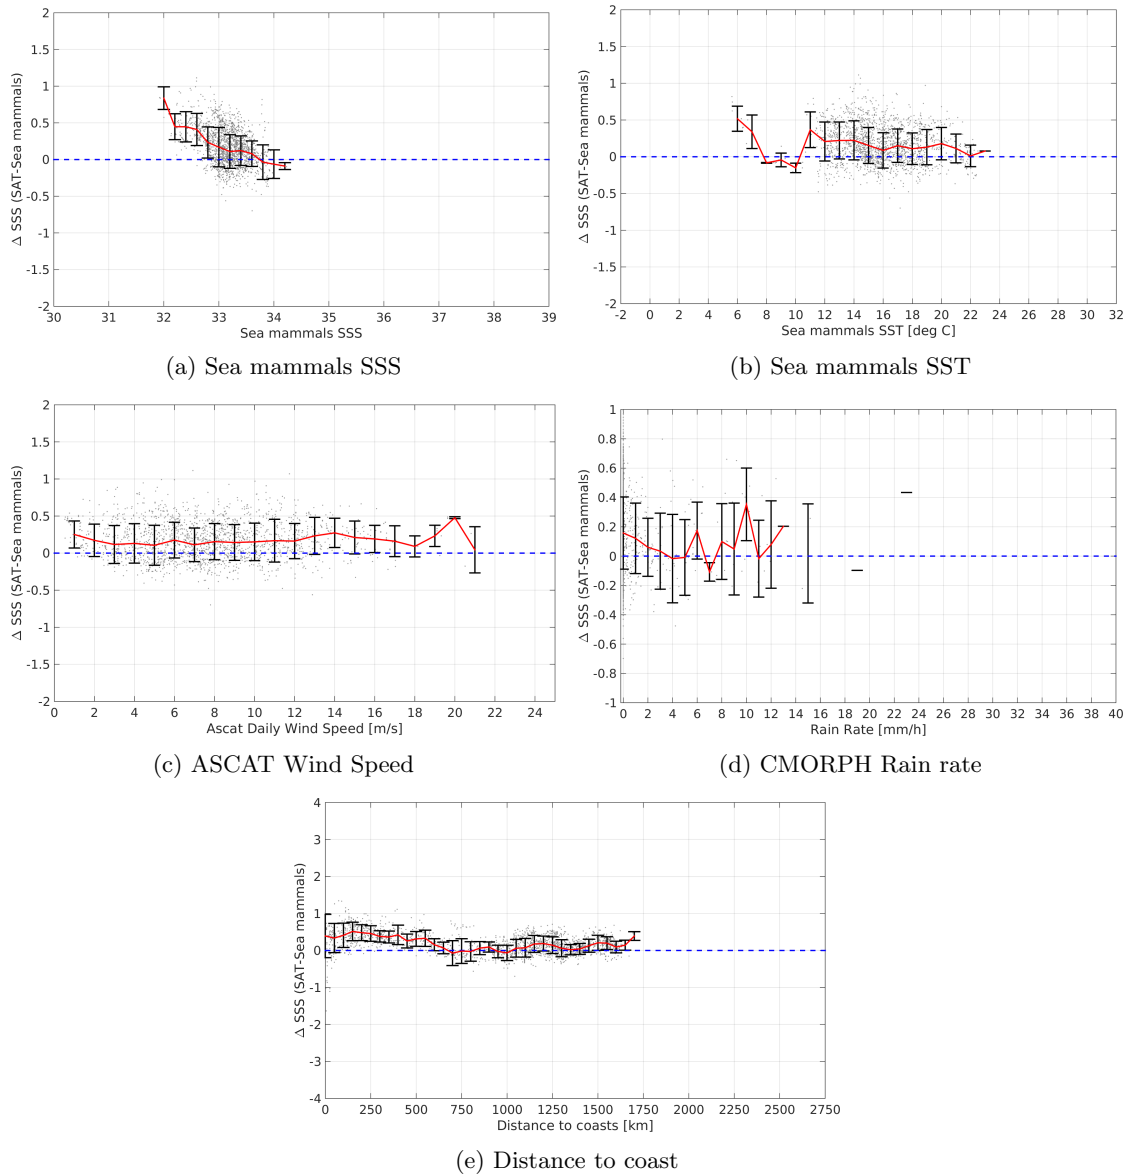 2
1.5
1
0.5
0
-0.5
-1
-1.5
-2
Δ SSS (SAT-Sea mammals)
30 31 32 33 34 35 36 37 38 39
Sea mammals SSS
(a) Sea mammals SSS
2
1.5
1
0.5
0
-0.5
-1
-1.5
-2
Δ SSS (SAT-Sea mammals)
-2 0 2 4 6 8 10 12 14 16 18 20 22 24 26 28 30 32
Sea mammals SST [deg C]
(b) Sea mammals SST
2
1.5
1
0.5
0
-0.5
-1
-1.5
-2
Δ SSS (SAT-Sea mammals)
0 2 4 6 8 10 12 14 16 18 20 22 24
Ascat Daily Wind Speed [m/s]
(c) ASCAT Wind Speed
1
0.8
0.6
0.4
0.2
0
-0.2
-0.4
-0.6
-0.8
-1
Δ SSS (SAT-Sea mammals)
0 2 4 6 8 10 12 14 16 18 20 22 24 26 28 30 32 34 36 38 40
Rain Rate [mm/h]
(d) CMORPH Rain rate
4
3
2
1
0
-1
-2
-3
-4
Δ SSS (SAT-Sea mammals)
0 250 500 750 1000 1250 1500 1750 2000 2250 2500 2750
Distance to coasts [km]
(e) Distance to coast